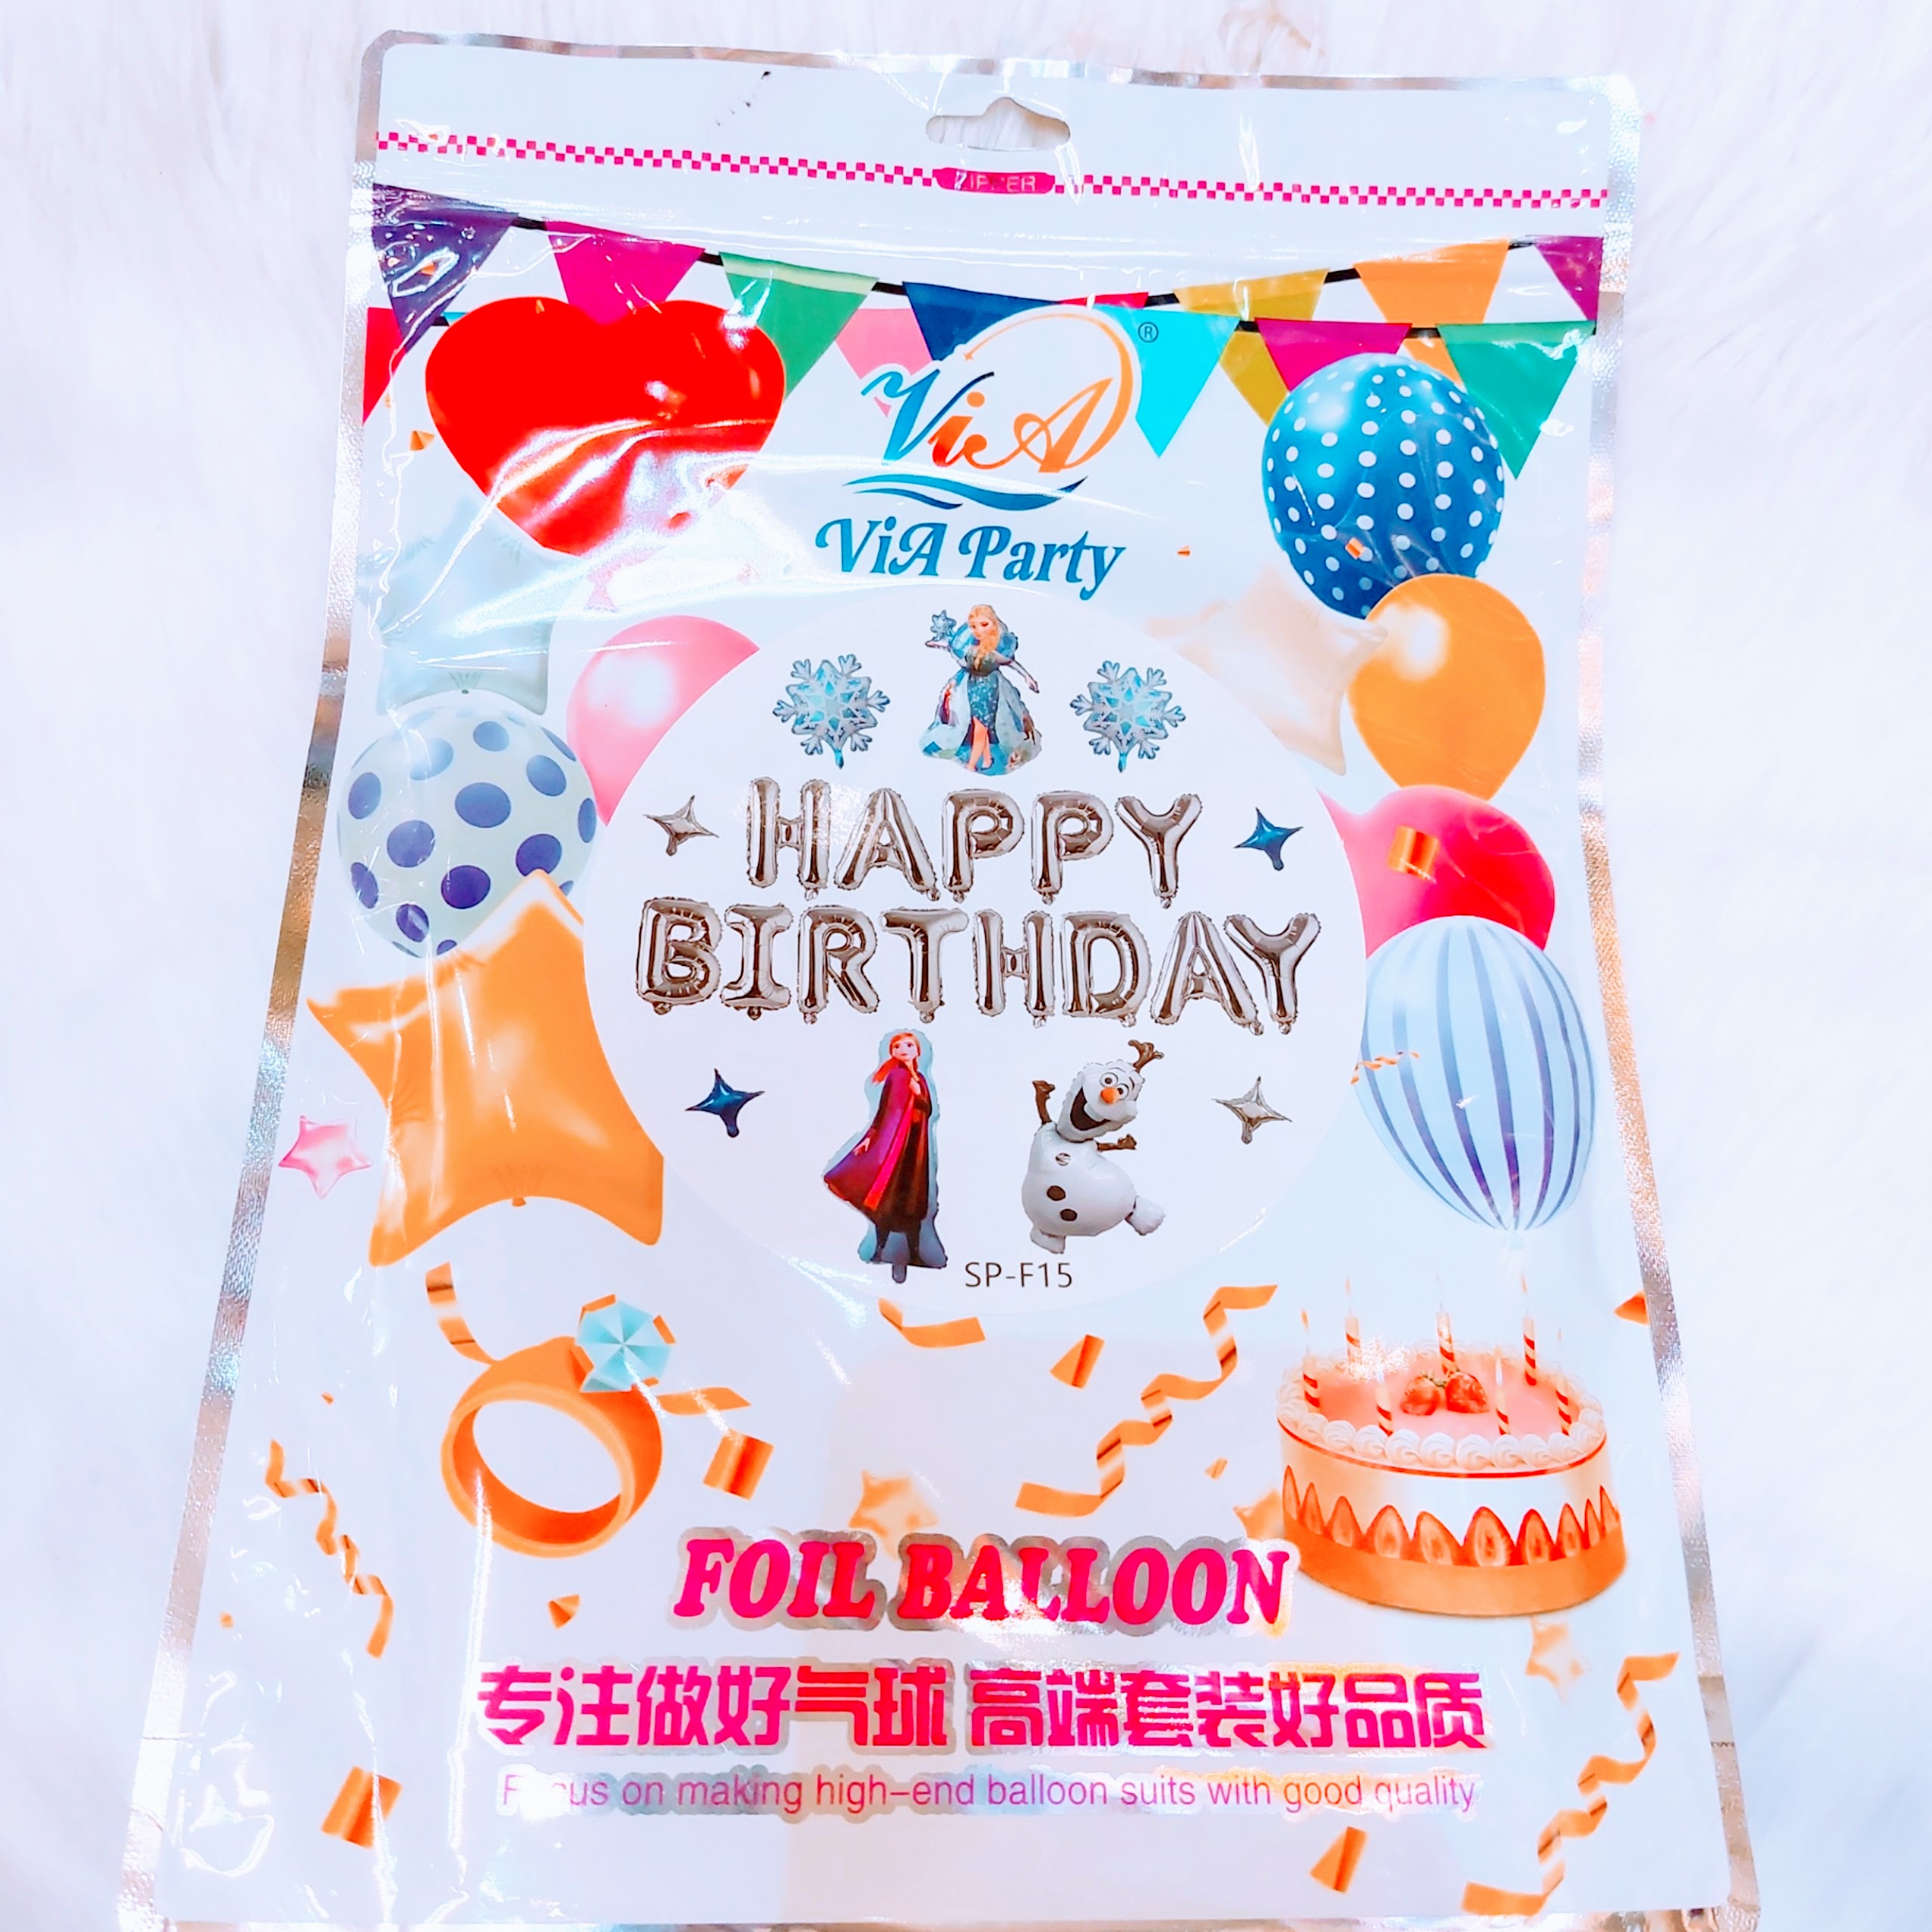 ZIPPER
ViA®
ViA Party
HAPPY
BIRTHDAY
SP-F15
FOIL BALLOON
专注做好气球 高端套装好品质
Focus on making high-end balloon suits with good quality